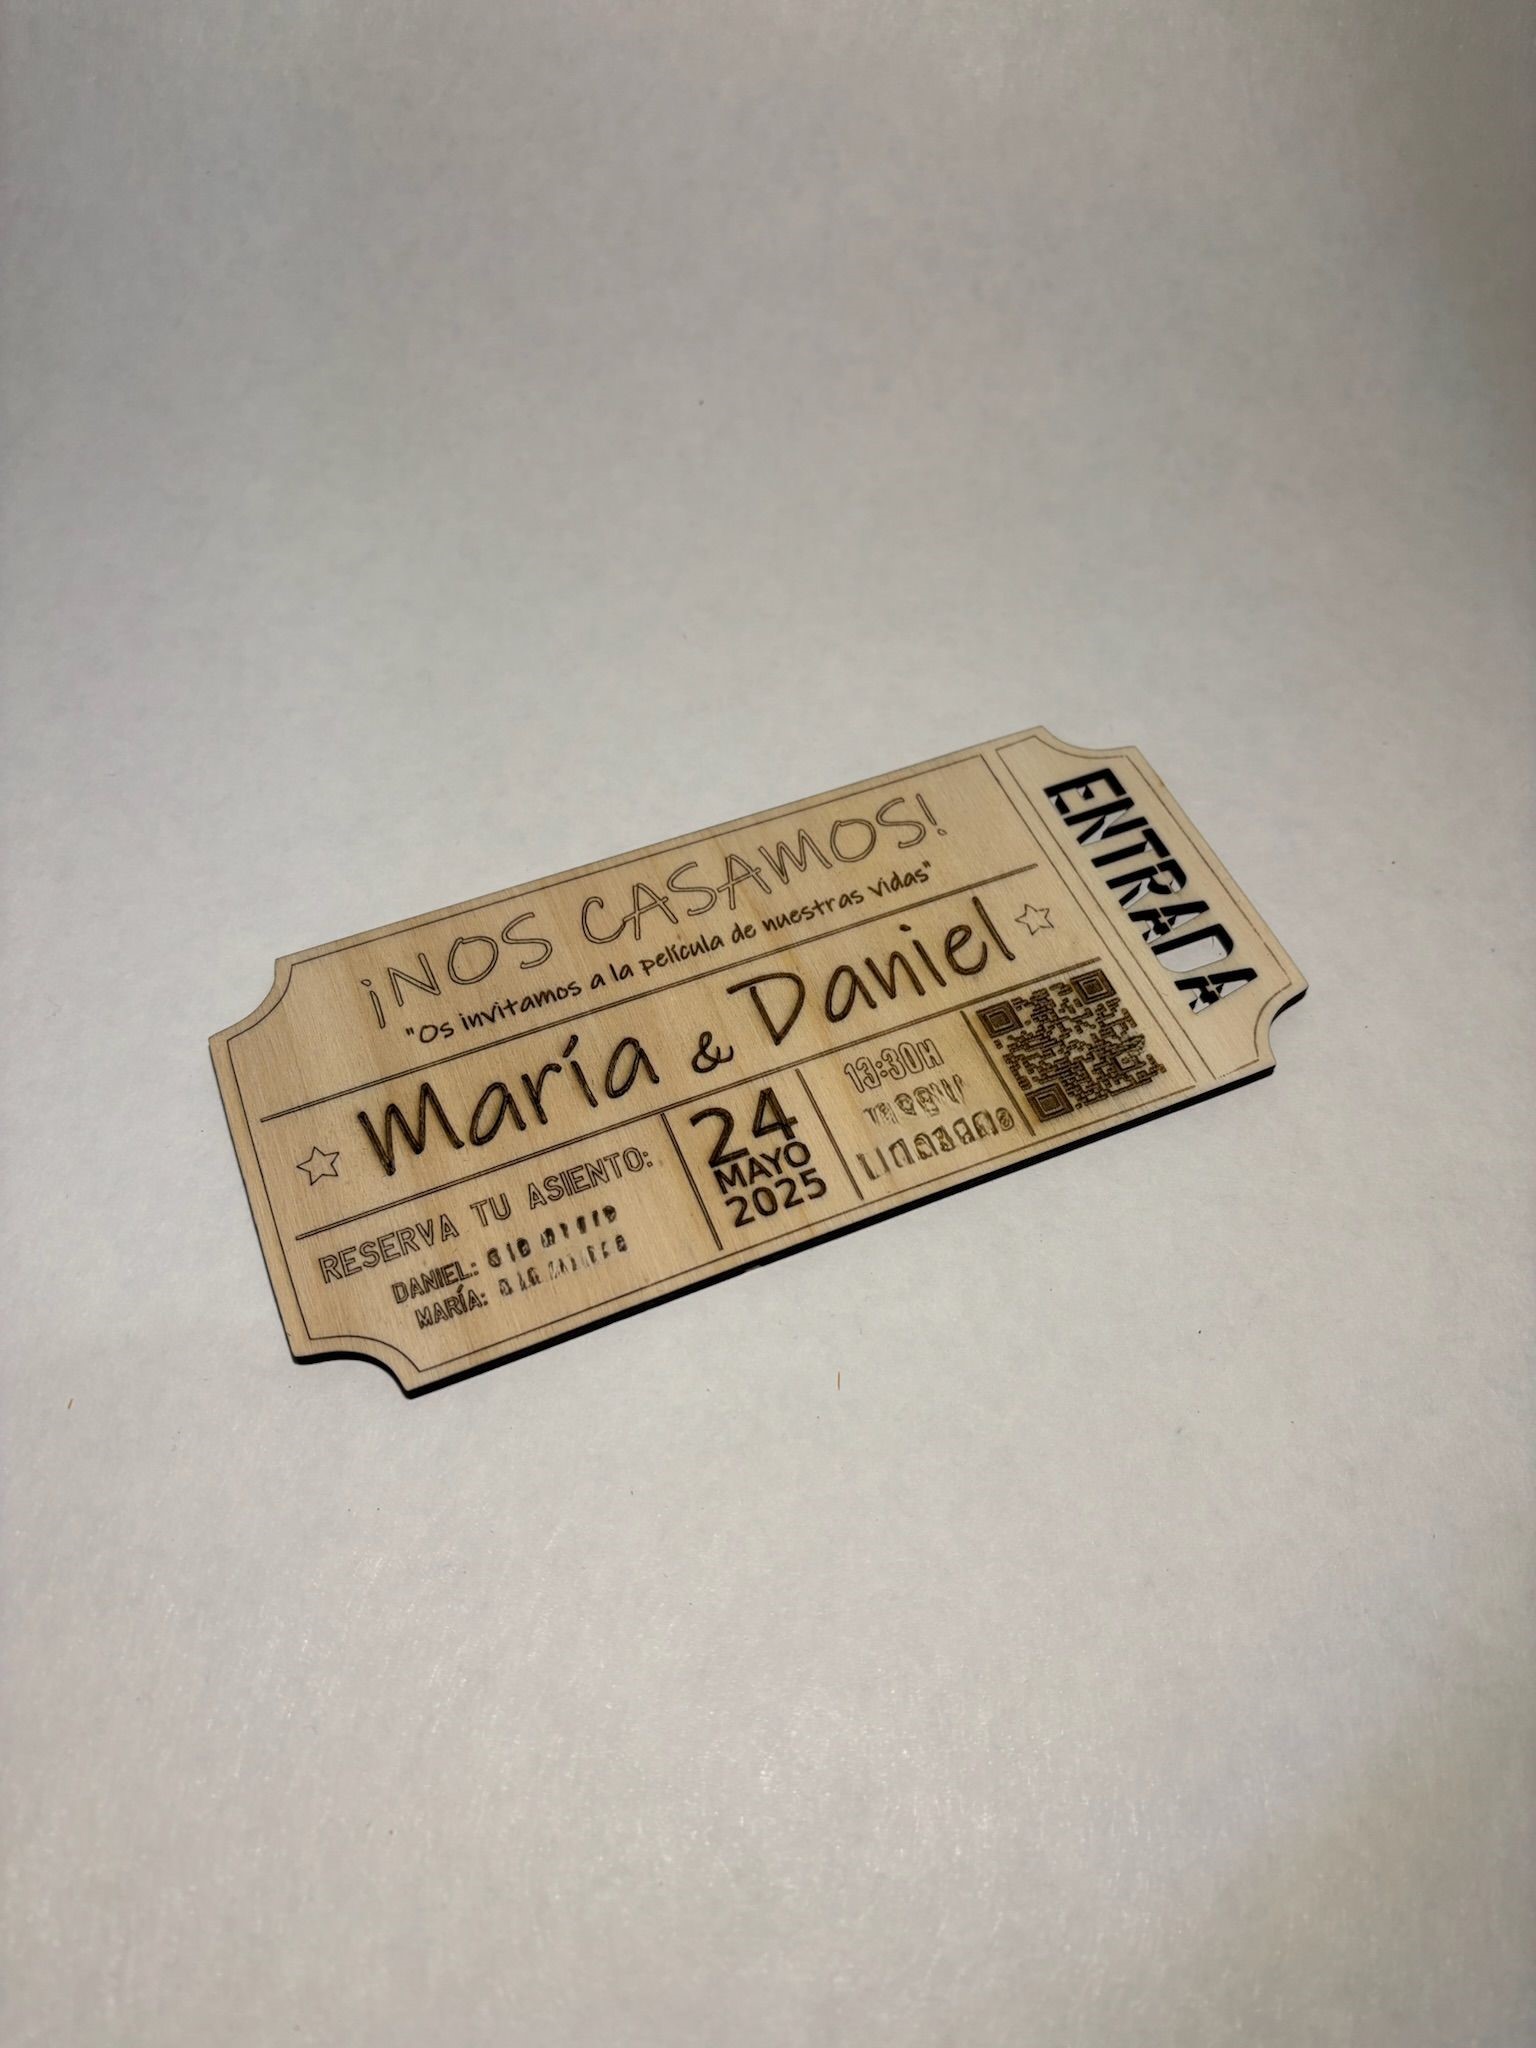 ¡NOS CASAMOS!
"Os invitamos a la película de nuestras vidas"
María & Daniel
RESERVA TU ASIENTO:
DANIEL:
MARÍA:
24
MAYO
2025
13:30H
ENTRADA